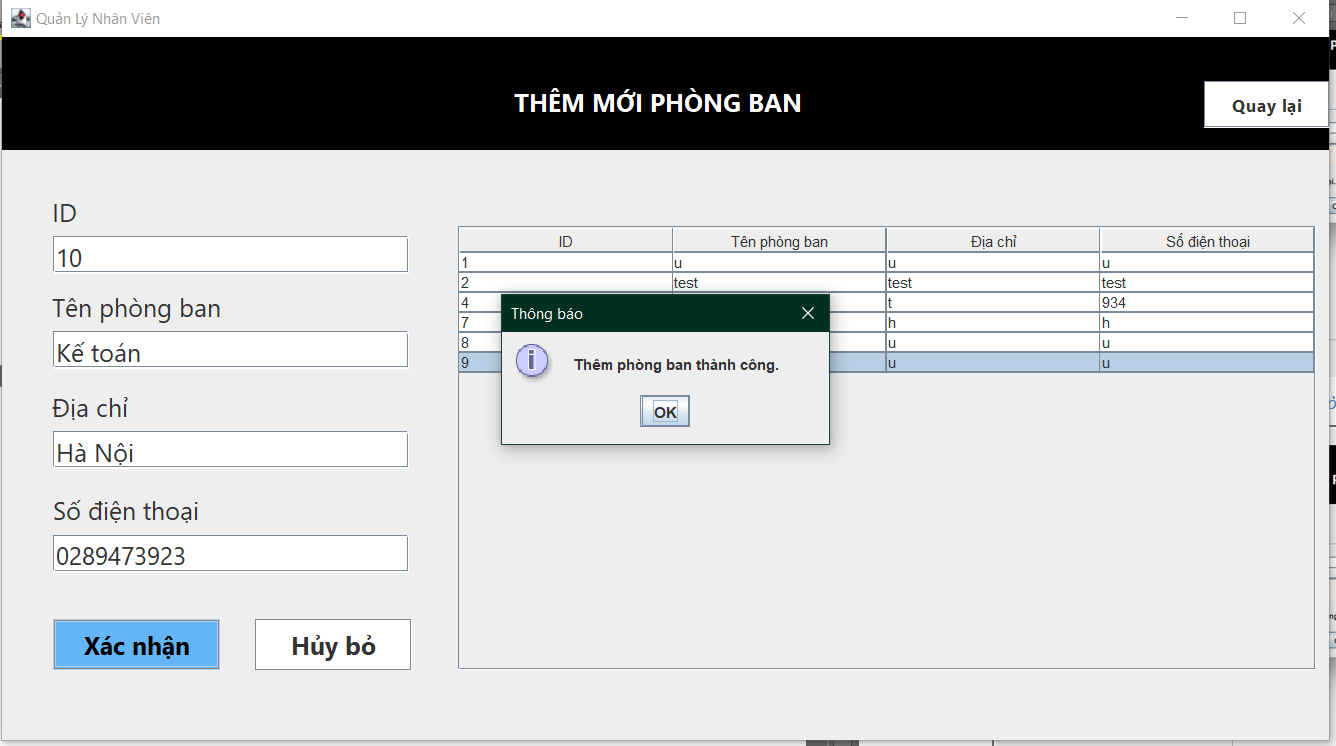 Quản Lý Nhân Viên
THÊM MỚI PHÒNG BAN
Quay lại
ID
10
Tên phòng ban
Kế toán
Địa chỉ
Hà Nội
Số điện thoại
0289473923
Xác nhận Hủy bỏ
ID Tên phòng ban Địa chỉ Số điện thoại
1 u u u
2 test test test
4 t 934
7 h h
8 u u
9 u u
Thông báo
Thêm phòng ban thành công.
OK